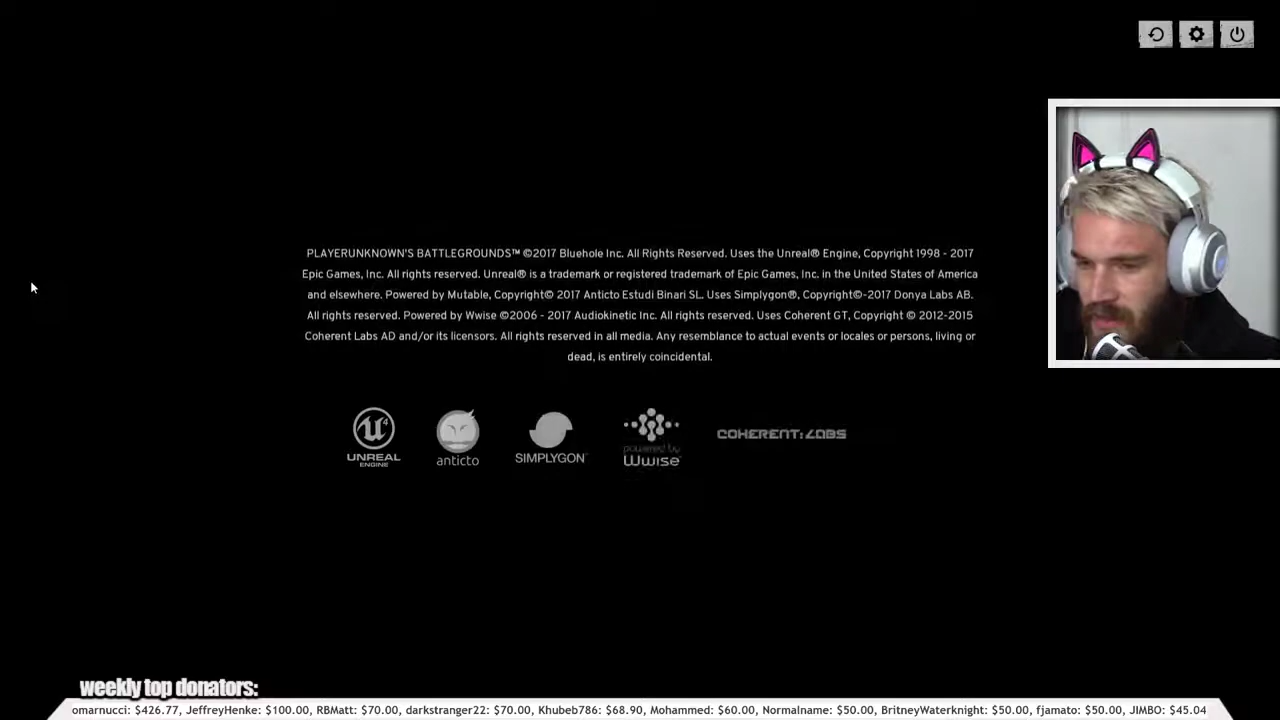 PLAYERUNKNOWN'S BATTLEGROUNDS™ ©2017 Bluehole Inc. All Rights Reserved. Uses the Unreal® Engine, Copyright 1998 - 2017
Epic Games, Inc. All rights reserved. Unreal® is a trademark or registered trademark of Epic Games, Inc. in the United States of America
and elsewhere. Powered by Mutable, Copyright© 2017 Anticto Estudi Binari SL. Uses Simplygon®, Copyright©-2017 Donya Labs AB.
All rights reserved. Powered by Wwise ©2006 - 2017 Audiokinetic Inc. All rights reserved. Uses Coherent GT, Copyright © 2012-2015
Coherent Labs AD and/or its licensors. All rights reserved in all media. Any resemblance to actual events or locales or persons, living or
dead, is entirely coincidental.
UNREAL
ENGINE
anticto
SIMPLYGON™
powered by
Wwise
COHERENT:LABS
weekly top donators:
omarnucci: $426.77, JeffreyHenke: $100.00, RBMatt: $70.00, darkstranger22: $70.00, Khubeb786: $68.90, Mohammed: $60.00, Normalname: $50.00, BritneyWaterknight: $50.00, fjamato: $50.00, JIMBO: $45.04